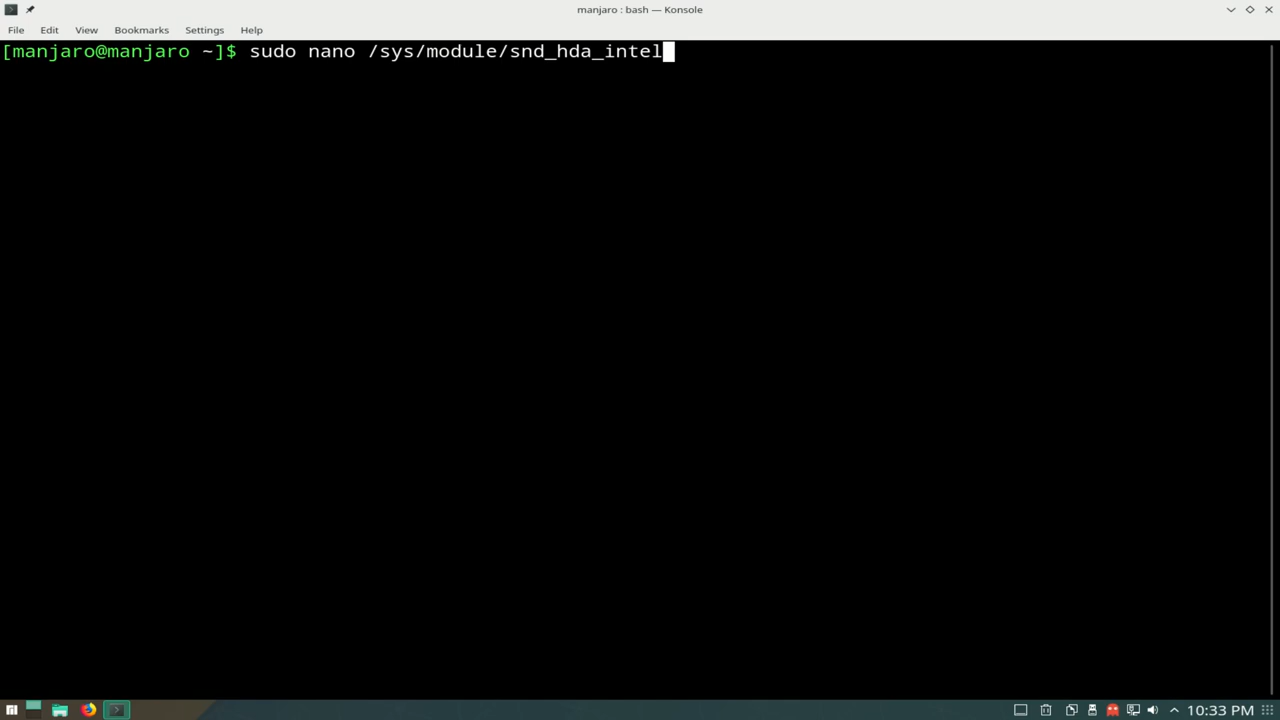 manjaro : bash — Konsole
File Edit View Bookmarks Settings Help
[manjaro@manjaro ~]$ sudo nano /sys/module/snd_hda_intel
10:33 PM